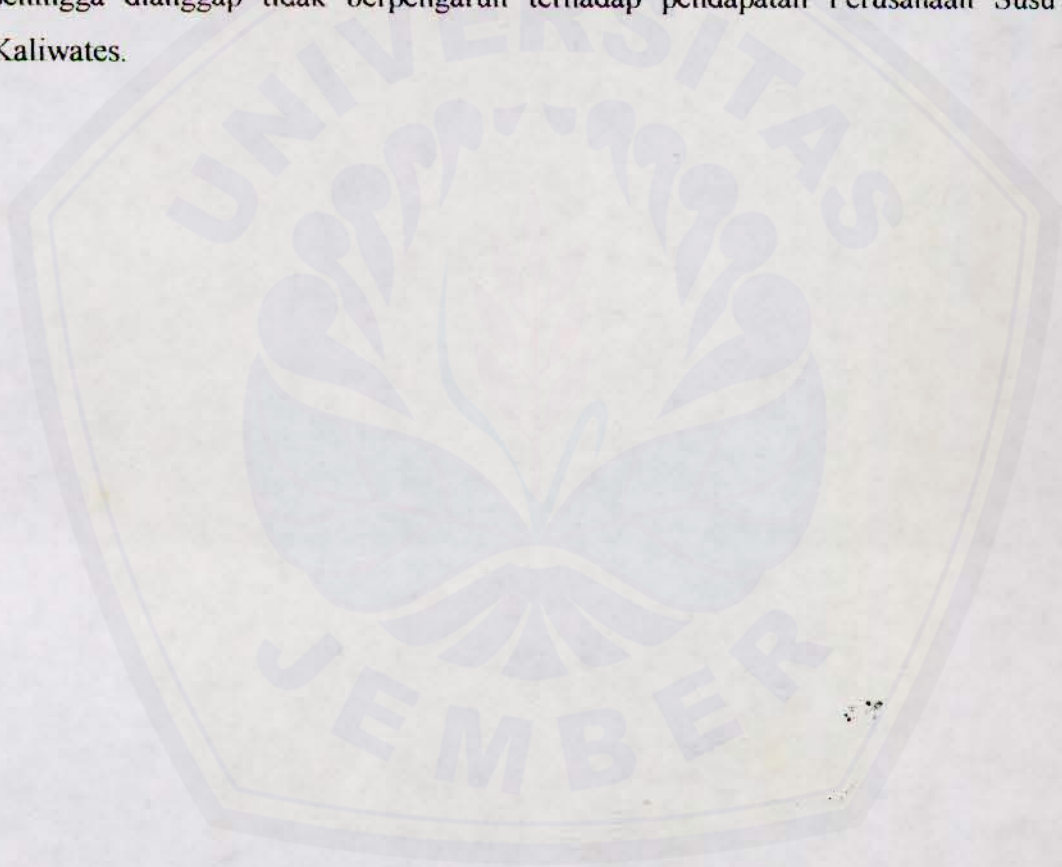 sehingga dianggap tidak berpengaruh terhadap pendapatan Perusahaan Susu
Kaliwates.
UNIVERSITAS
JEMBER